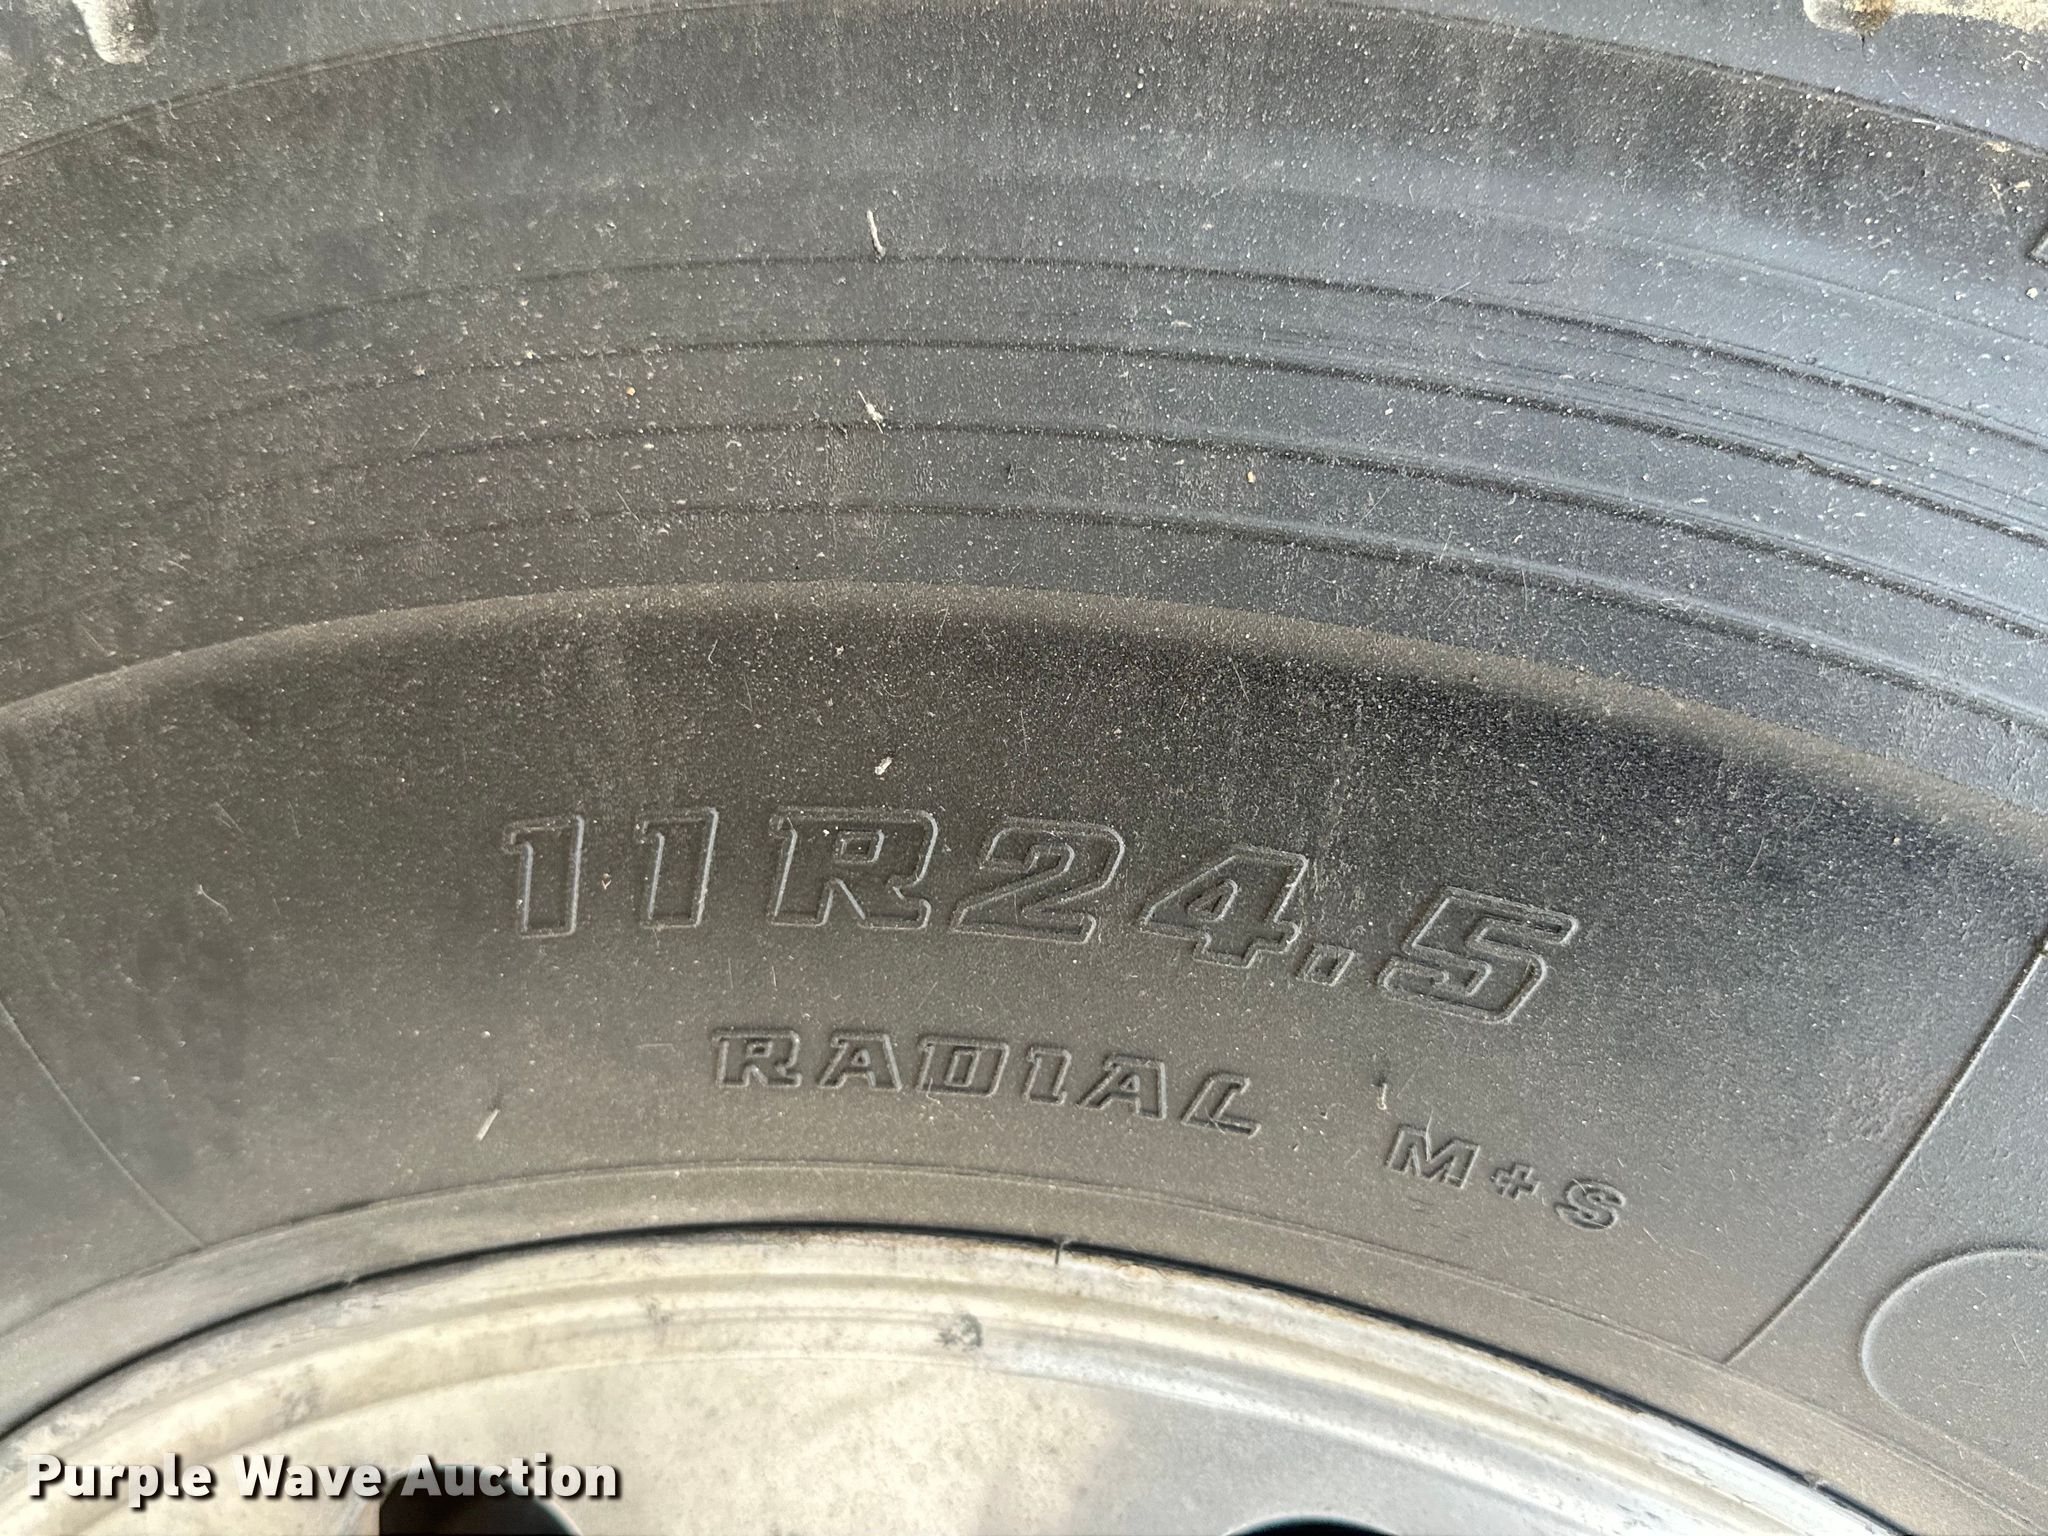 11R24.5
RADIAL M+S
Purple Wave Auction